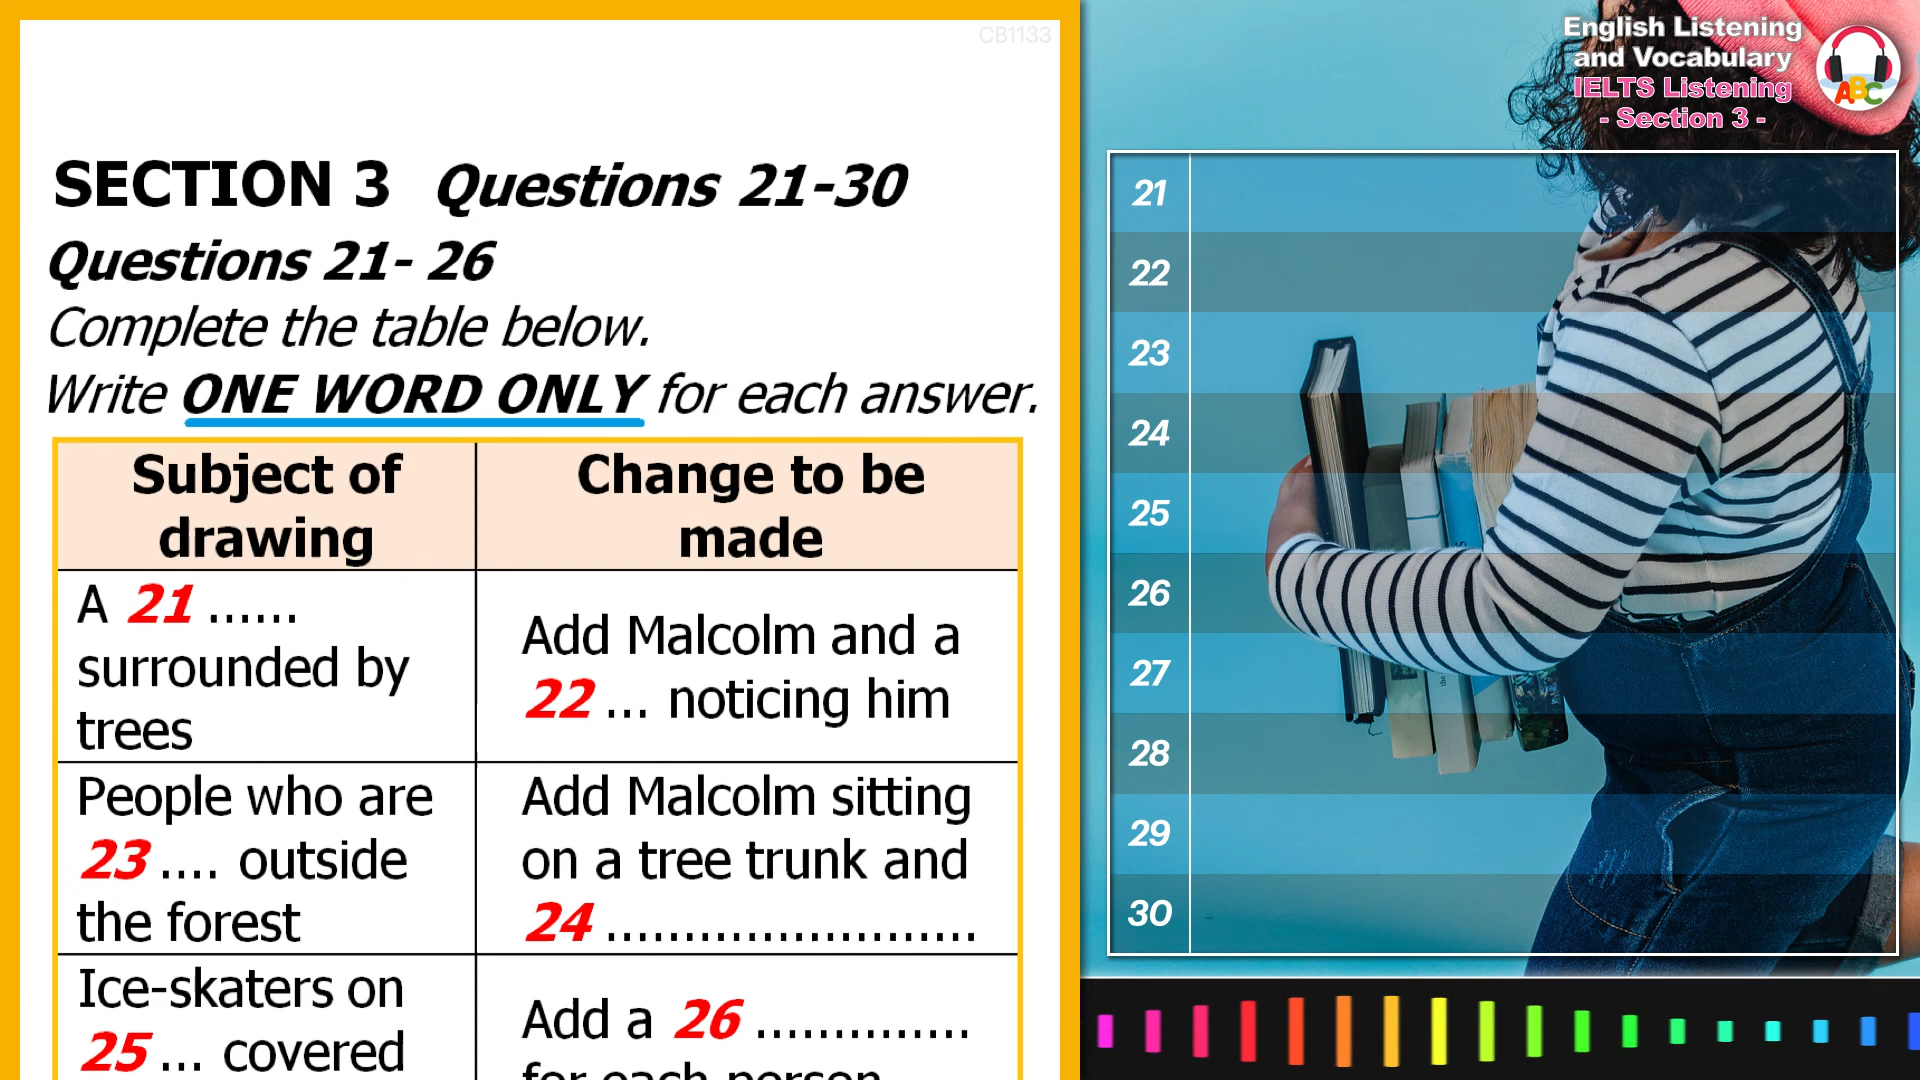 CB1133
SECTION 3 Questions 21-30
Questions 21- 26
Complete the table below.
Write ONE WORD ONLY for each answer.
Subject of drawing
Change to be made
A 21 ......
surrounded by
trees
Add Malcolm and a
22 ... noticing him
People who are
23 .... outside
the forest
Add Malcolm sitting
on a tree trunk and
24 ........................
Ice-skaters on
25 ... covered
Add a 26 ..............
for each person
English Listening
and Vocabulary
IELTS Listening
- Section 3 -
ABC
21
22
23
24
25
26
27
28
29
30